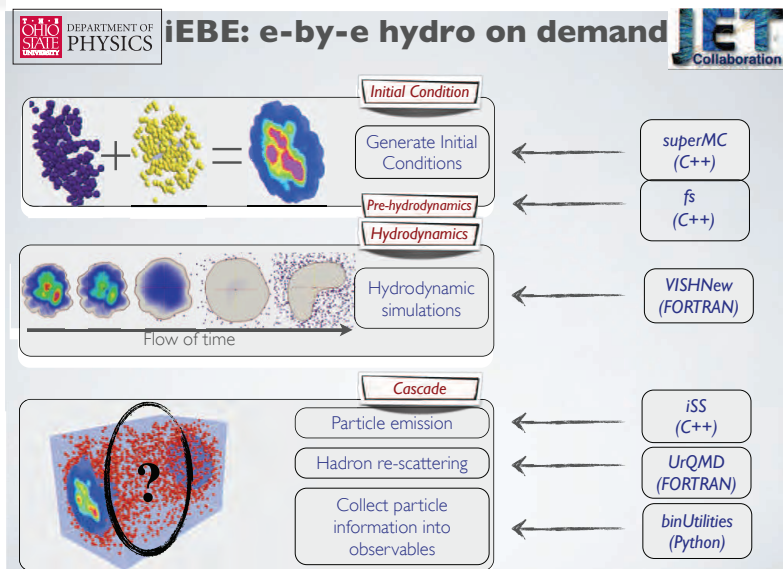 OHIO
STATE
UNIVERSITY
DEPARTMENT OF
PHYSICS
iEBE: e-by-e hydro on demand
JET
Collaboration
Initial Condition
+
=
Generate Initial
Conditions
superMC
(C++)
Pre-hydrodynamics
fs
(C++)
Hydrodynamics
Hydrodynamic
simulations
VISHNew
(FORTRAN)
Flow of time
Cascade
?
Particle emission
iSS
(C++)
Hadron re-scattering
UrQMD
(FORTRAN)
Collect particle
information into
observables
binUtilities
(Python)